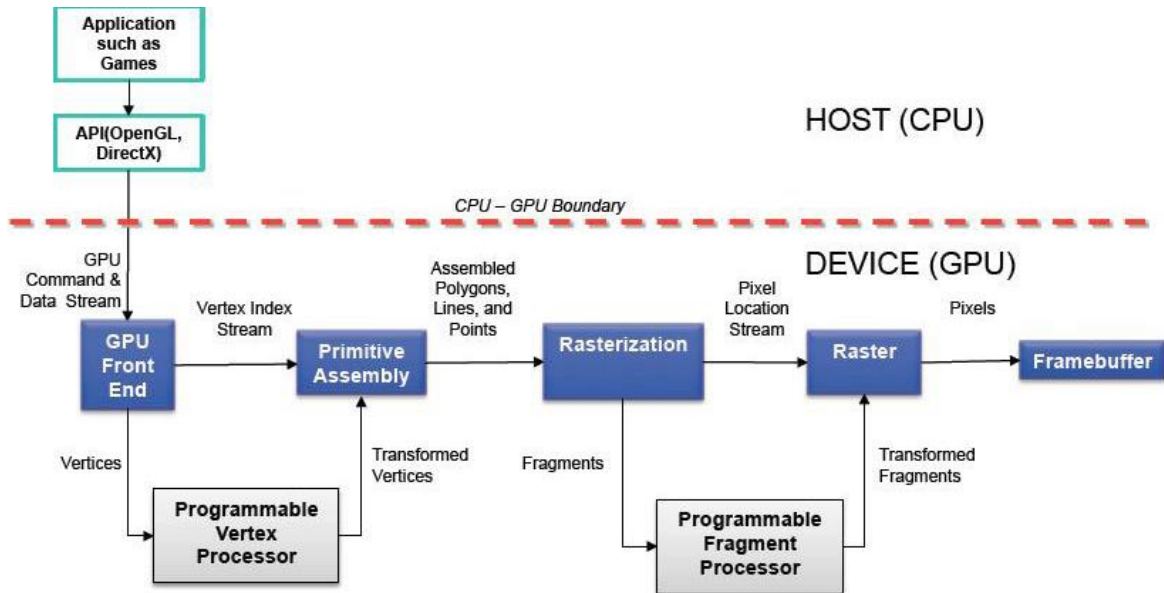 Application
such as
Games
API(OpenGL,
DirectX)
HOST (CPU)
CPU – GPU Boundary
DEVICE (GPU)
GPU
Command &
Data Stream
Vertex Index
Stream
Assembled
Polygons,
Lines, and
Points
Pixel
Location
Stream
Pixels
GPU
Front
End
Primitive
Assembly
Rasterization
Raster
Framebuffer
Vertices
Transformed
Vertices
Fragments
Transformed
Fragments
Programmable
Vertex
Processor
Programmable
Fragment
Processor